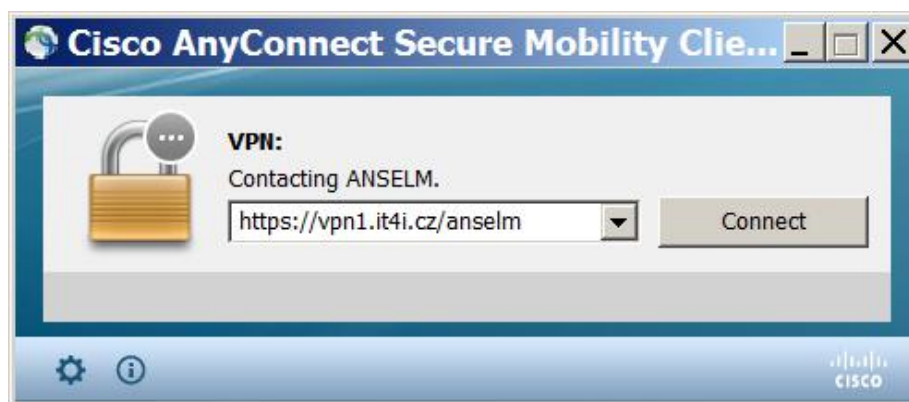 Cisco AnyConnect Secure Mobility Clie...
VPN:
Contacting ANSELM.
https://vpn1.it4i.cz/anselm
Connect
CISCO